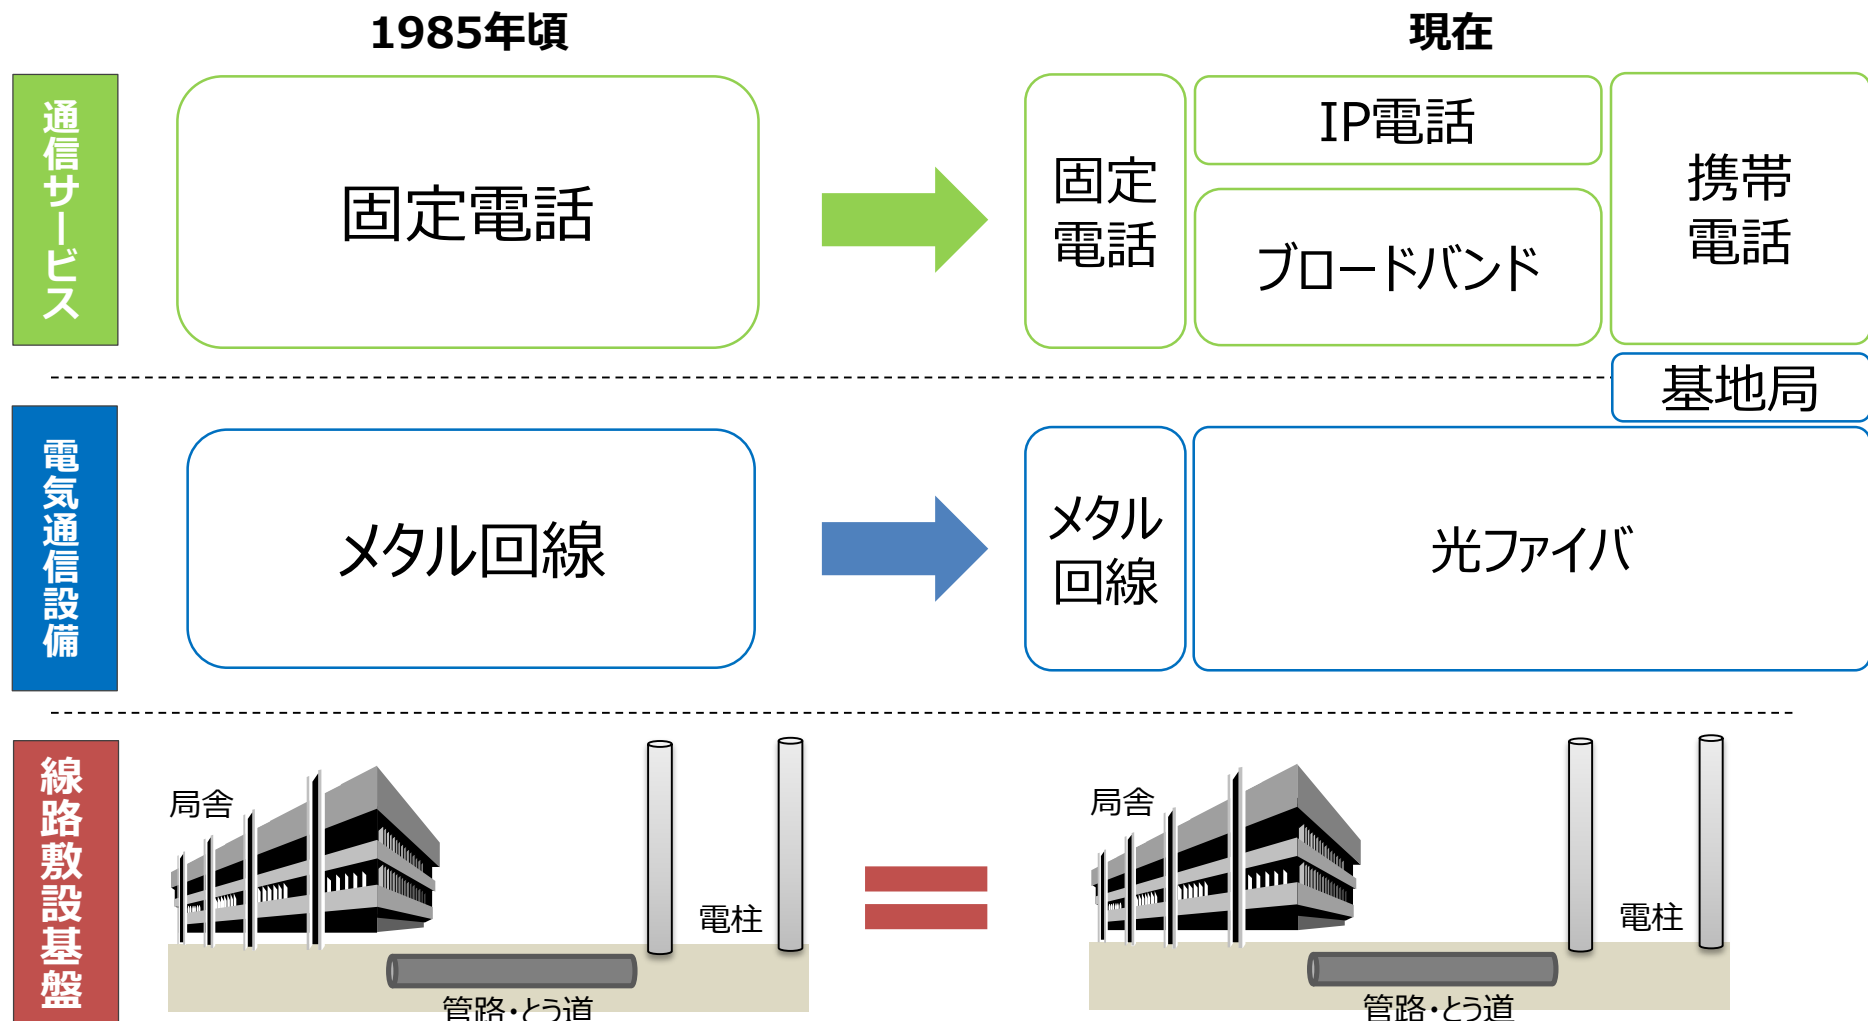 1985年頃
現在
通信サービス
固定電話
固定
電話
IP電話
ブロードバンド
携帯
電話
基地局
電気通信設備
メタル回線
メタル
回線
光ファイバ
線路敷設基盤
局舎
電柱
管路・とう道
局舎
電柱
管路・とう道